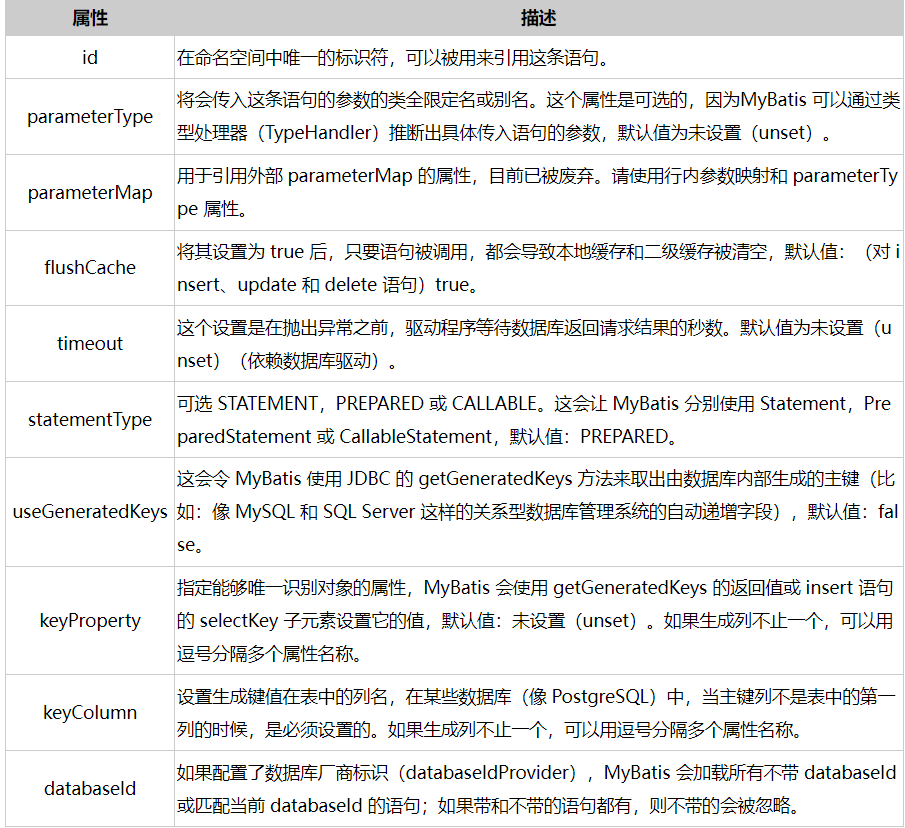 属性 描述
id 在命名空间中唯一的标识符，可以被用来引用这条语句。
parameterType 将会传入这条语句的参数的类全限定名或别名。这个属性是可选的，因为MyBatis 可以通过类
型处理器（TypeHandler）推断出具体传入语句的参数，默认值为未设置（unset）。
parameterMap 用于引用外部 parameterMap 的属性，目前已被废弃。请使用行内参数映射和 parameterTy
pe 属性。
flushCache 将其设置为 true 后，只要语句被调用，都会导致本地缓存和二级缓存被清空，默认值：（对 i
nsert、update 和 delete 语句）true。
timeout 这个设置是在抛出异常之前，驱动程序等待数据库返回请求结果的秒数。默认值为未设置（u
nset）（依赖数据库驱动）。
statementType 可选 STATEMENT，PREPARED 或 CALLABLE。这会让 MyBatis 分别使用 Statement，Pre
paredStatement 或 CallableStatement，默认值：PREPARED。
这会令 MyBatis 使用 JDBC 的 getGeneratedKeys 方法来取出由数据库内部生成的主键（比
useGeneratedKeys 如：像 MySQL 和 SQL Server 这样的关系型数据库管理系统的自动递增字段），默认值：fal
se。
指定能够唯一识别对象的属性，MyBatis 会使用 getGeneratedKeys 的返回值或 insert 语句
keyProperty 的 selectKey 子元素设置它的值，默认值：未设置（unset）。如果生成列不止一个，可以用
逗号分隔多个属性名称。
keyColumn 设置生成键值在表中的列名，在某些数据库（像 PostgreSQL）中，当主键列不是表中的第一
列的时候，是必须设置的。如果生成列不止一个，可以用逗号分隔多个属性名称。
databaseId 如果配置了数据库厂商标识（databaseIdProvider），MyBatis 会加载所有不带 databaseId
或匹配当前 databaseId 的语句；如果带和不带的语句都有，则不带的会被忽略。